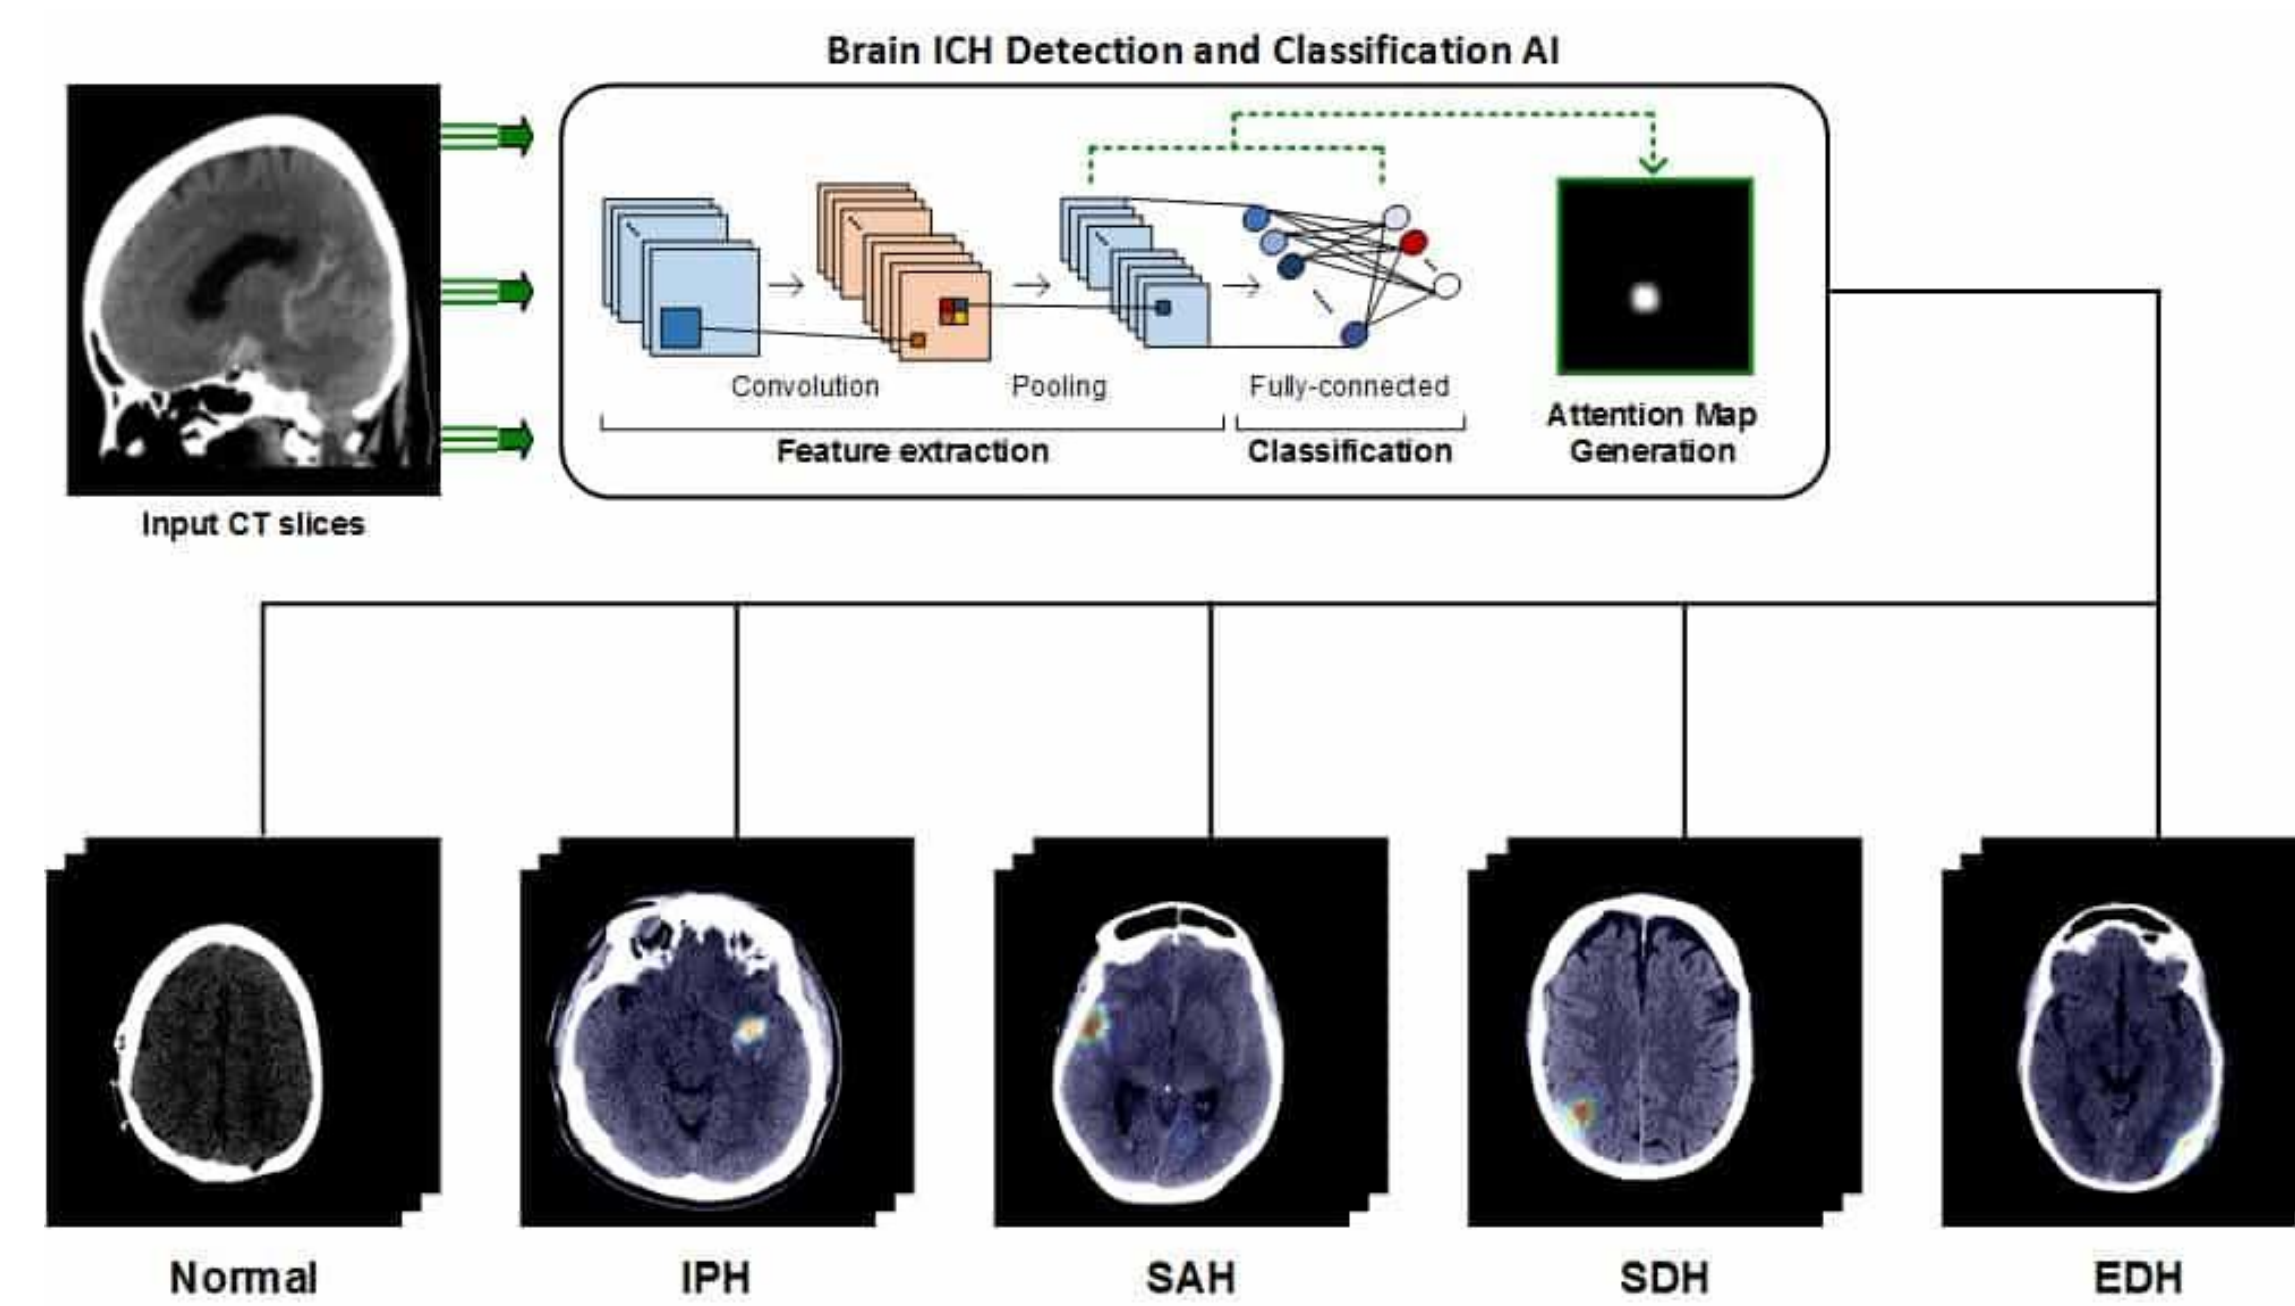 Brain ICH Detection and Classification AI
Convolution
Pooling
Fully-connected
Feature extraction
Classification
Attention Map
Generation
Input CT slices
Normal
IPH
SAH
SDH
EDH